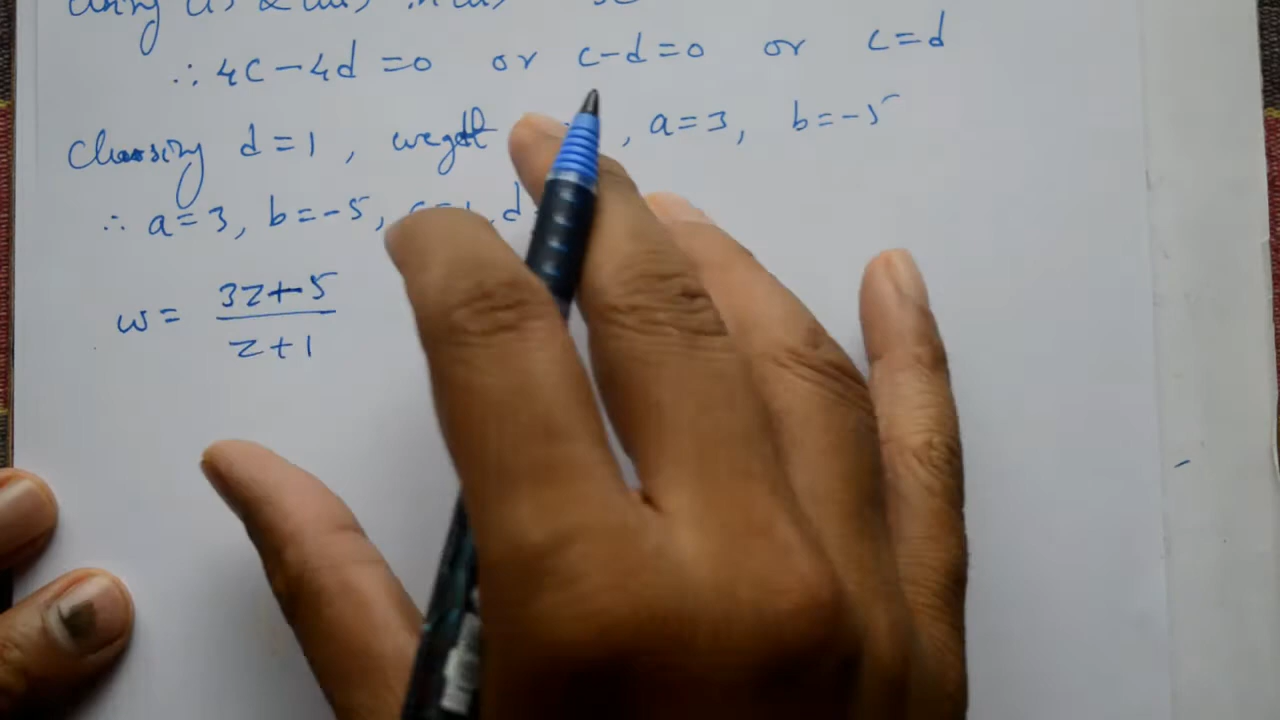 ∴ 4c - 4d = 0 or c - d = 0 or c = d
Choosing d = 1, we get , a = 3, b = -5
∴ a = 3, b = -5, d
w = 3z + 5 / z + 1